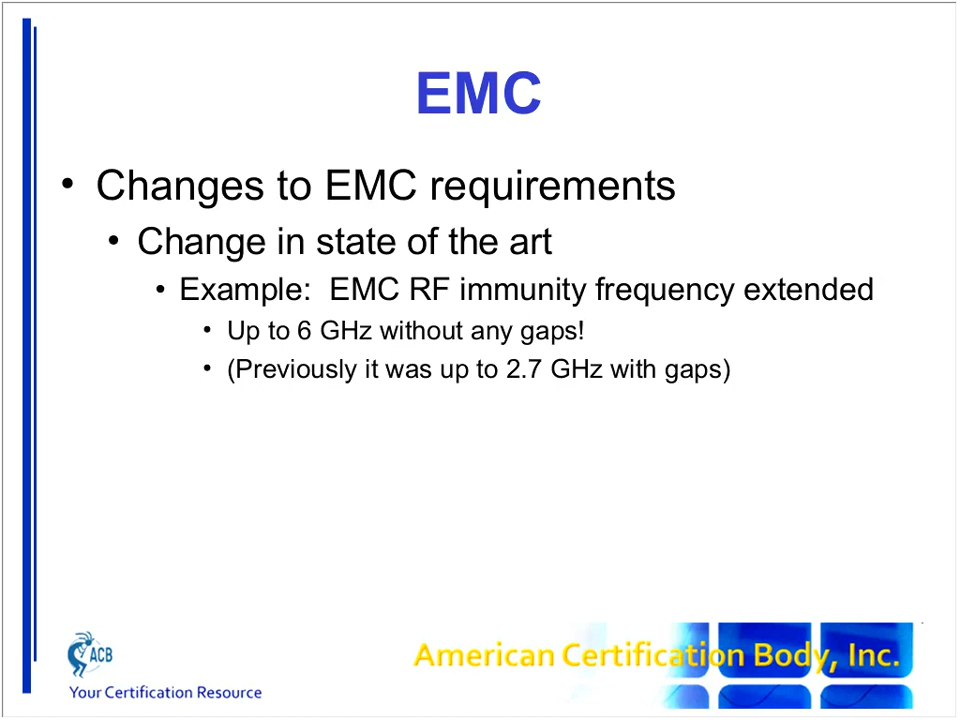 EMC
• Changes to EMC requirements
• Change in state of the art
• Example:  EMC RF immunity frequency extended
• Up to 6 GHz without any gaps!
• (Previously it was up to 2.7 GHz with gaps)
ACB
American Certification Body, Inc.
Your Certification Resource